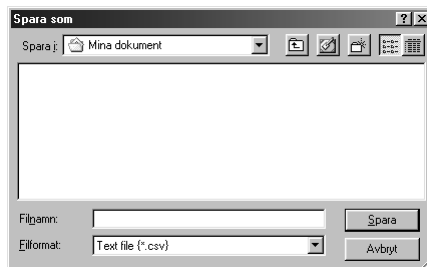 Spara som
Spara i: Mina dokument
Filnamn:
Spara
Filformat: Text file {*.csv}
Avbryt